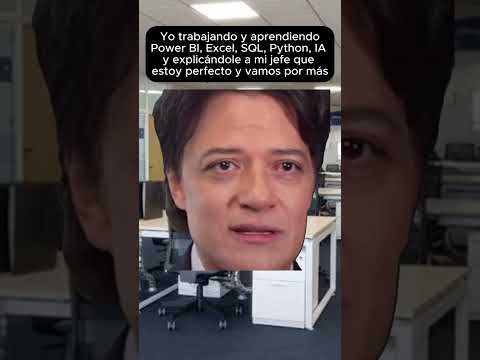 Yo trabajando y aprendiendo
Power BI, Excel, SQL, Python, IA
y explicándole a mi jefe que
estoy perfecto y vamos por más